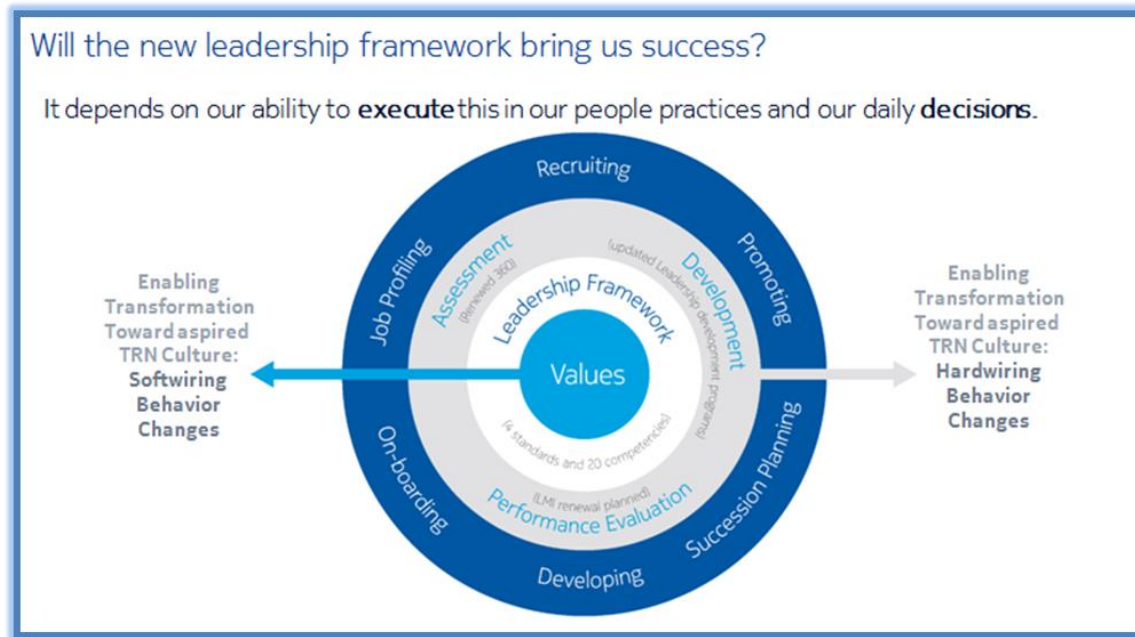 Will the new leadership framework bring us success?
It depends on our ability to execute this in our people practices and our daily decisions.
Recruiting
Job Profiling
Promoting
Assessment
(Renewed 360)
(updated Leadership development programs)
Development
Leadership Framework
Enabling
Transformation
Toward aspired
TRN Culture:
Softwiring
Behavior
Changes
Values
Enabling
Transformation
Toward aspired
TRN Culture:
Hardwiring
Behavior
Changes
(4 standards and 20 competencies)
On-boarding
(LMI renewal planned)
Performance Evaluation
Succession Planning
Developing